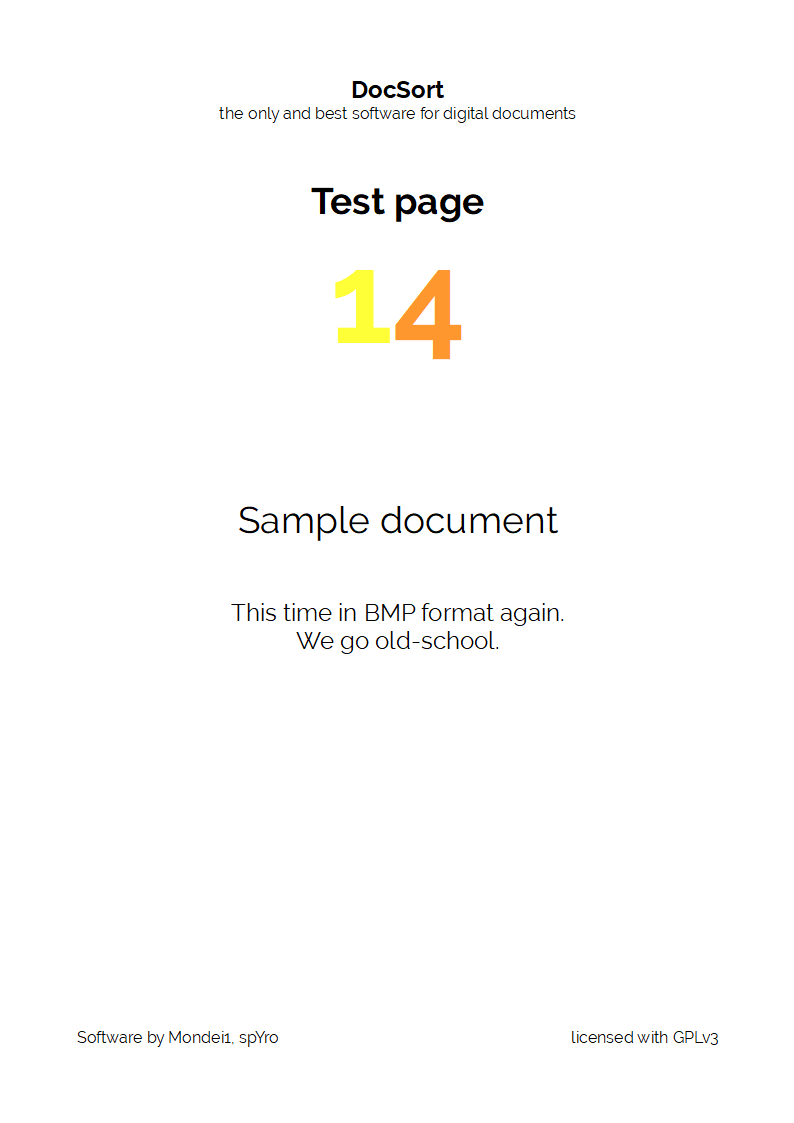 DocSort
the only and best software for digital documents
Test page
14
Sample document
This time in BMP format again.
We go old-school.
Software by Mondei1, spYro
licensed with GPLv3